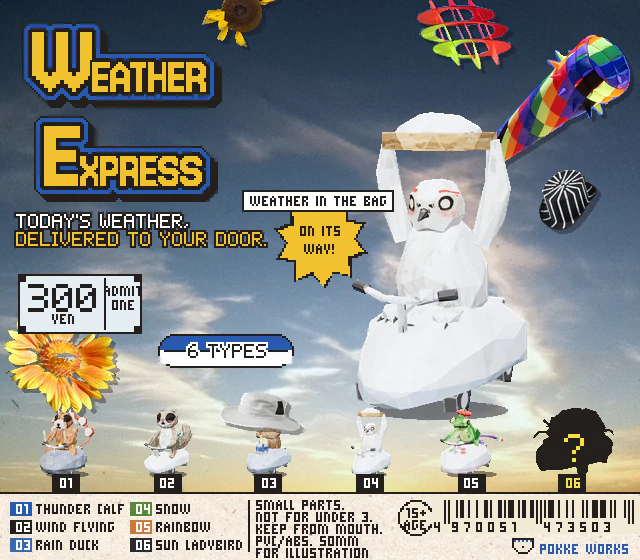 WEATHER
EXPRESS
TODAY'S WEATHER,
DELIVERED TO YOUR DOOR.
WEATHER IN THE BAG
ON ITS
WAY!
300
YEN
ADMIT
ONE
6 TYPES
?
01
02
03
04
05
06
01 THUNDER CALF
02 WIND FLYING
03 RAIN DUCK
04 SNOW
05 RAINBOW
06 SUN LADYBIRD
SMALL PARTS.
NOT FOR UNDER 3.
KEEP FROM MOUTH.
PVC/ABS. 50MM
FOR ILLUSTRATION
15+
AGE
4 970051 473503
POKKE WORKS